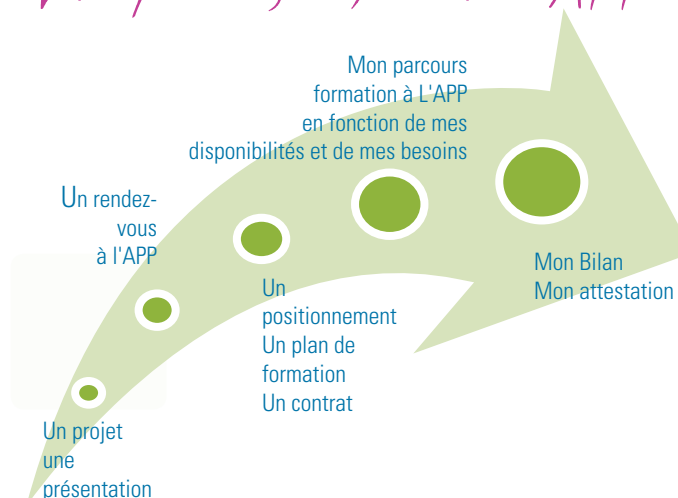 Mon parcours
formation à L'APP
en fonction de mes
disponibilités et de mes besoins
Un rendez-
vous
à l'APP
Mon Bilan
Mon attestation
Un
positionnement
Un plan de
formation
Un contrat
Un projet
une
présentation